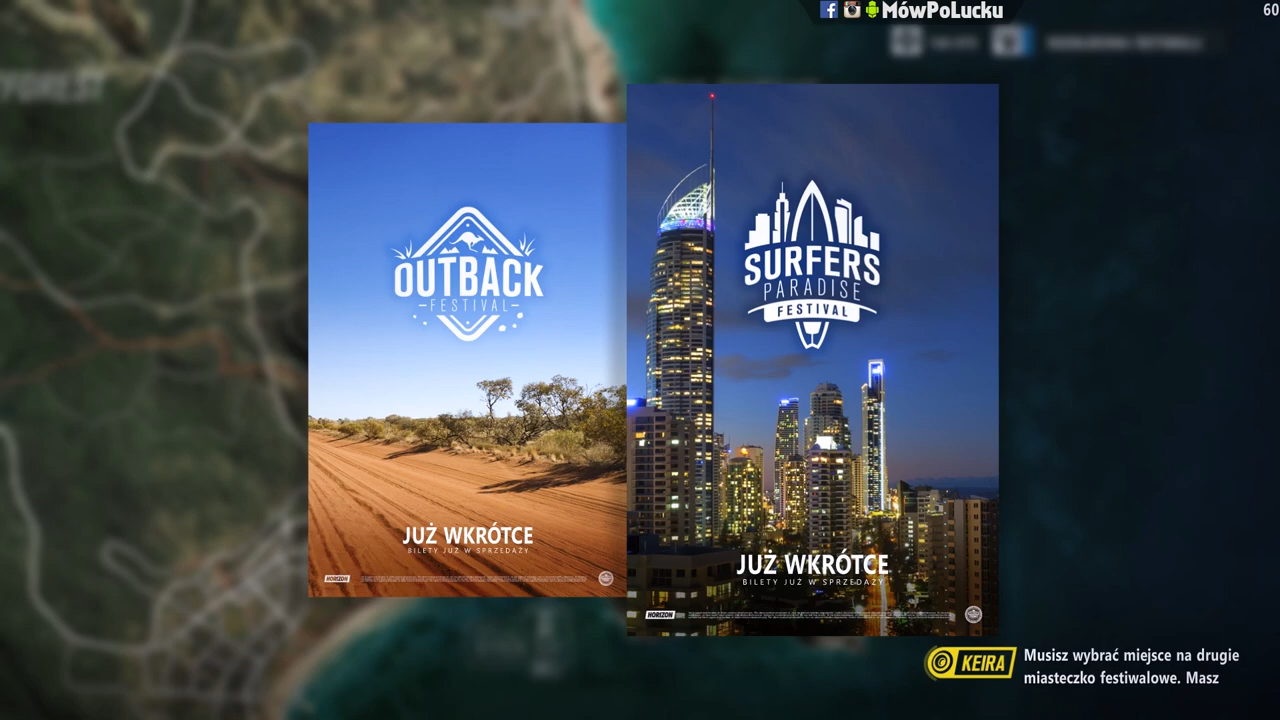 MówPoLucku
60
OUTBACK
FESTIVAL
JUŻ WKRÓTCE
BILETY JUŻ W SPRZEDAŻY
HORIZON
SURFERS
PARADISE
FESTIVAL
JUŻ WKRÓTCE
BILETY JUŻ W SPRZEDAŻY
HORIZON
KEIRA
Musisz wybrać miejsce na drugie
miasteczko festiwalowe. Masz